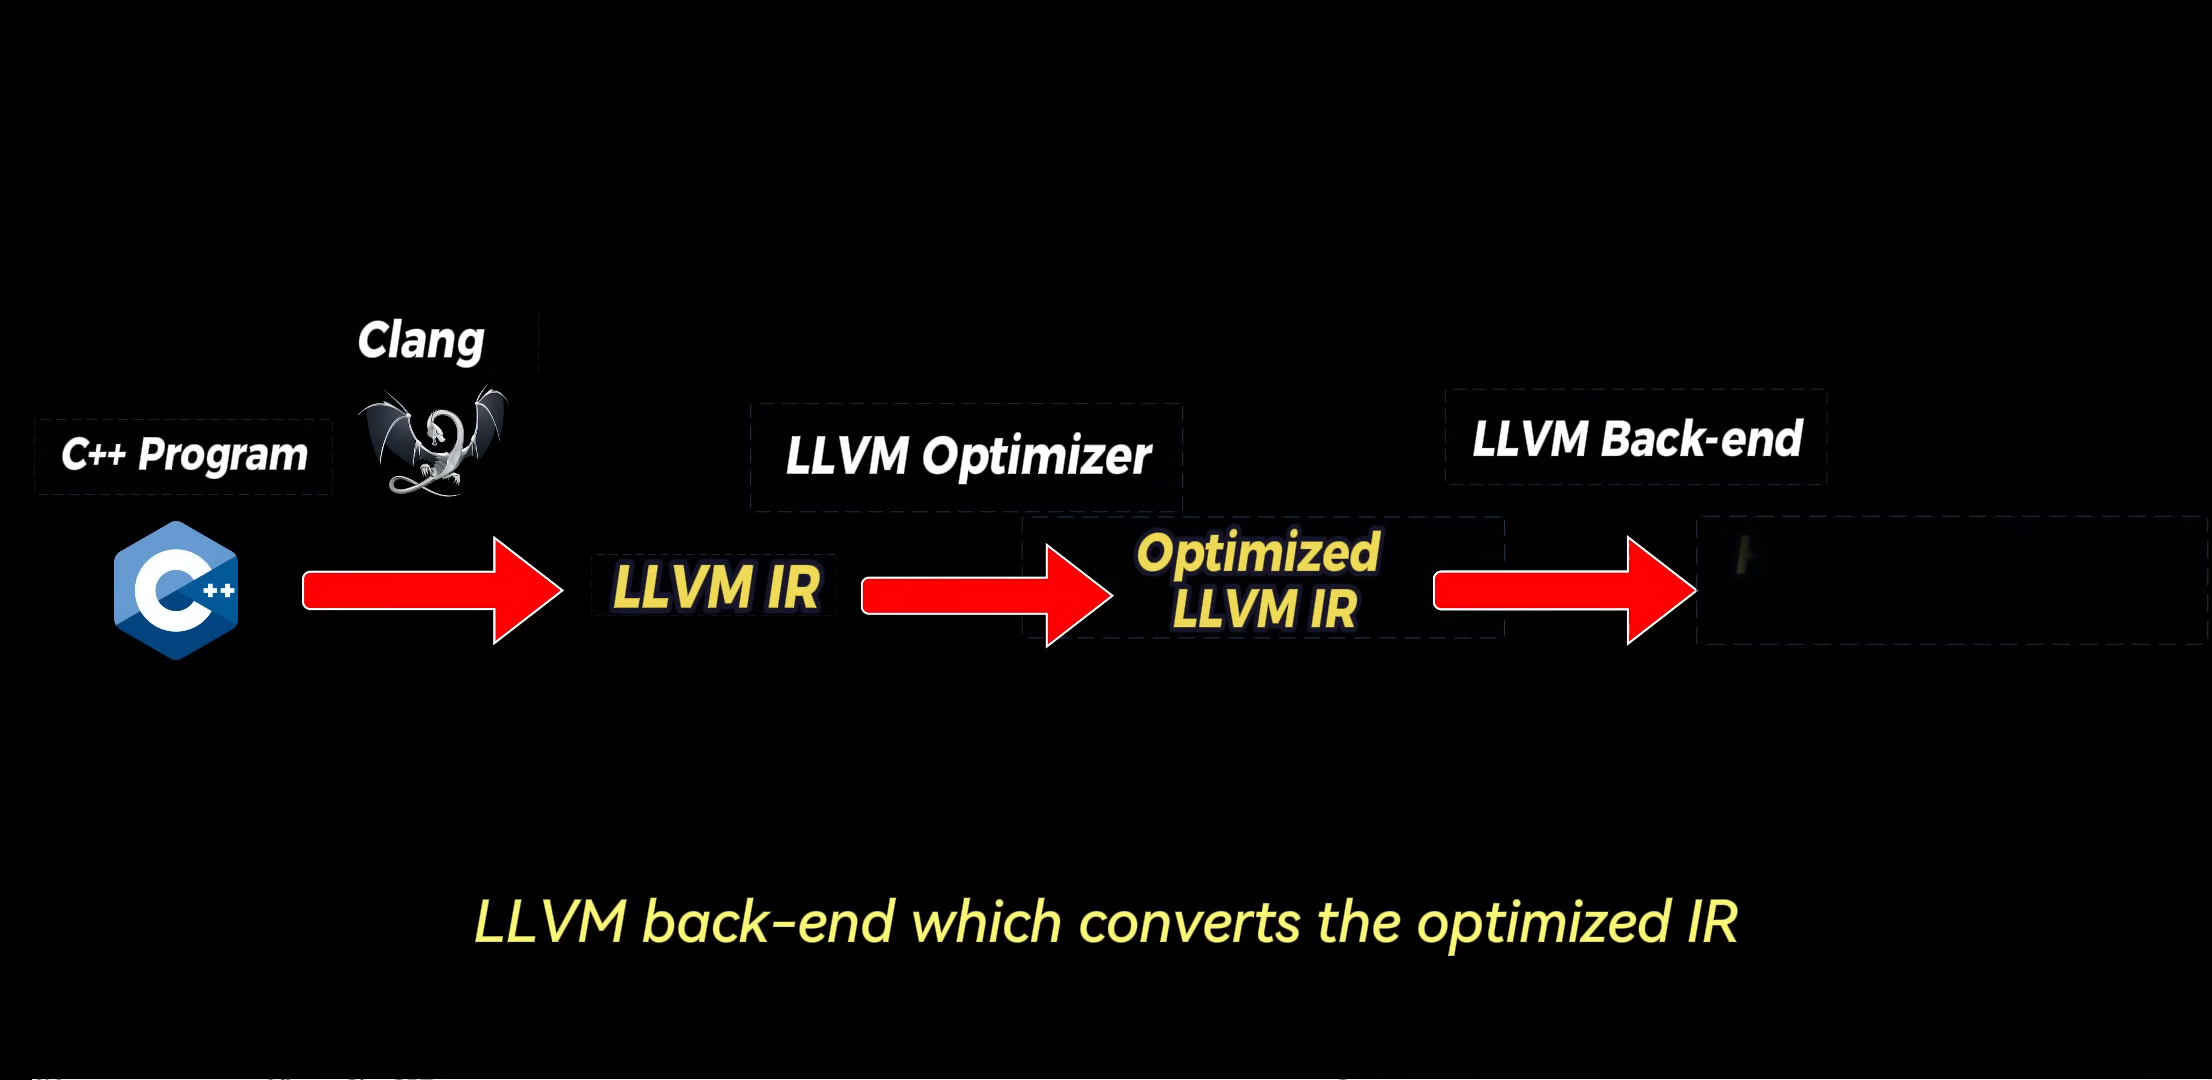 Clang
C++ Program
LLVM Optimizer
LLVM Back-end
C++
LLVM IR
Optimized
LLVM IR
LLVM back-end which converts the optimized IR